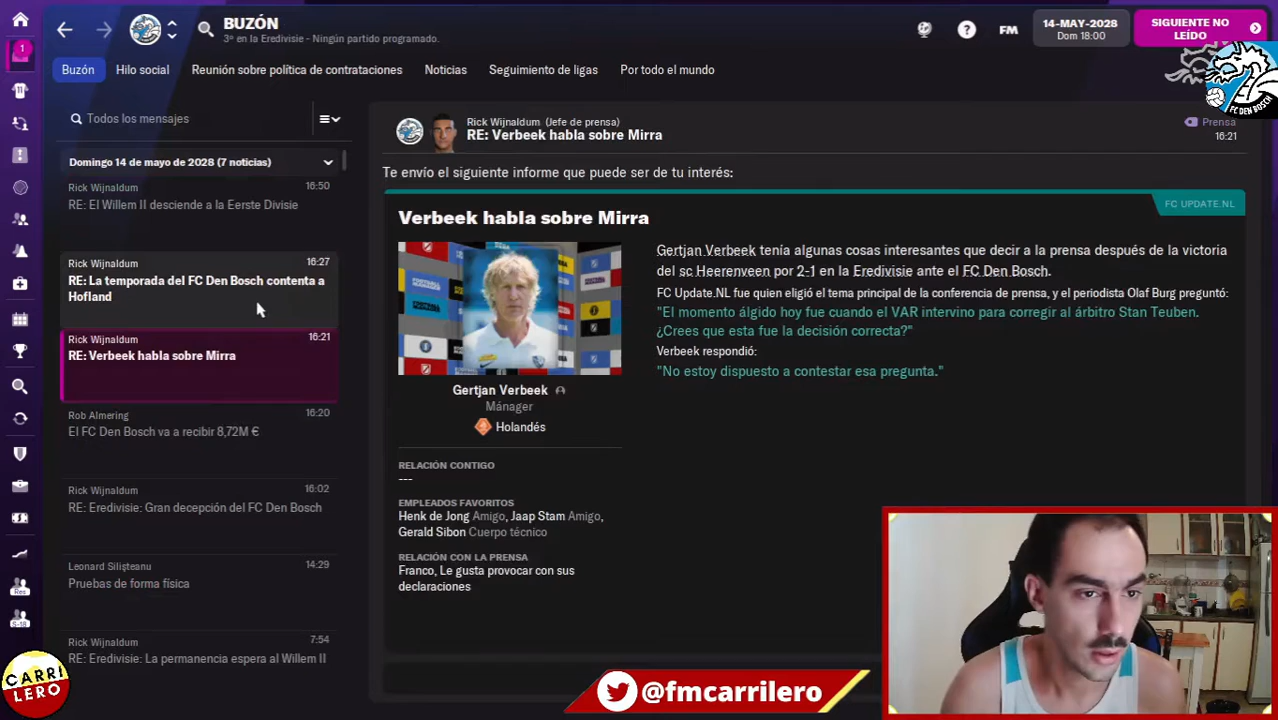 BUZÓN
3ª en la Eredivisie - Ningún partido programado.
FM
14-MAY-2028
Dom 18:00
SIGUIENTE NO
LEÍDO
1
FC DEN BOSCH
Buzón
Hilo social
Reunión sobre política de contrataciones
Noticias
Seguimiento de ligas
Por todo el mundo
Todos los mensajes
Domingo 14 de mayo de 2028 (7 noticias)
Rick Wijnaldum 16:50
RE: El Willem II desciende a la Eerste Divisie
Rick Wijnaldum 16:27
RE: La temporada del FC Den Bosch contenta a
Hofland
Rick Wijnaldum 16:21
RE: Verbeek habla sobre Mirra
Rob Almering 16:20
El FC Den Bosch va a recibir 8,72M €
Rick Wijnaldum 16:02
RE: Eredivisie: Gran decepción del FC Den Bosch
Leonard Silișteanu 14:29
Pruebas de forma física
Rick Wijnaldum 7:54
RE: Eredivisie: La permanencia espera al Willem II
Rick Wijnaldum (Jefe de prensa)
RE: Verbeek habla sobre Mirra
Prensa
16:21
Te envío el siguiente informe que puede ser de tu interés:
FC UPDATE.NL
Verbeek habla sobre Mirra
Gertjan Verbeek tenía algunas cosas interesantes que decir a la prensa después de la victoria
del sc Heerenveen por 2-1 en la Eredivisie ante el FC Den Bosch.
FC Update.NL fue quien eligió el tema principal de la conferencia de prensa, y el periodista Olaf Burg preguntó:
"El momento álgido hoy fue cuando el VAR intervino para corregir al árbitro Stan Teuben.
¿Crees que esta fue la decisión correcta?"
Verbeek respondió:
"No estoy dispuesto a contestar esa pregunta."
Gertjan Verbeek
Mánager
Holandés
RELACIÓN CONTIGO
---
EMPLEADOS FAVORITOS
Henk de Jong Amigo, Jaap Stam Amigo,
Gerald Sibon Cuerpo técnico
RELACIÓN CON LA PRENSA
Franco, Le gusta provocar con sus
declaraciones
Res
S-18
CARRI
LERO
@fmcarrilero